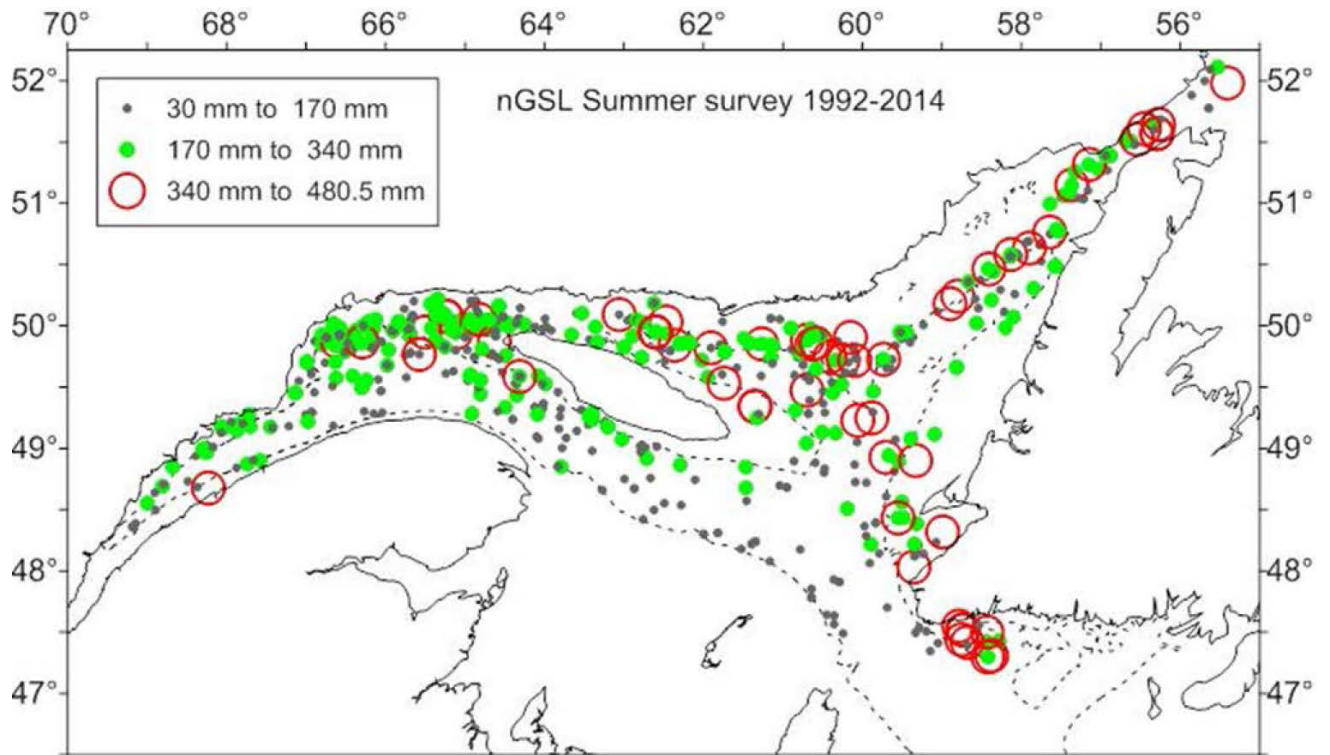 70° 68° 66° 64° 62° 60° 58° 56°
52° 52°
30 mm to 170 mm
nGSL Summer survey 1992-2014
170 mm to 340 mm
340 mm to 480.5 mm
51° 51°
50° 50°
49° 49°
48° 48°
47° 47°